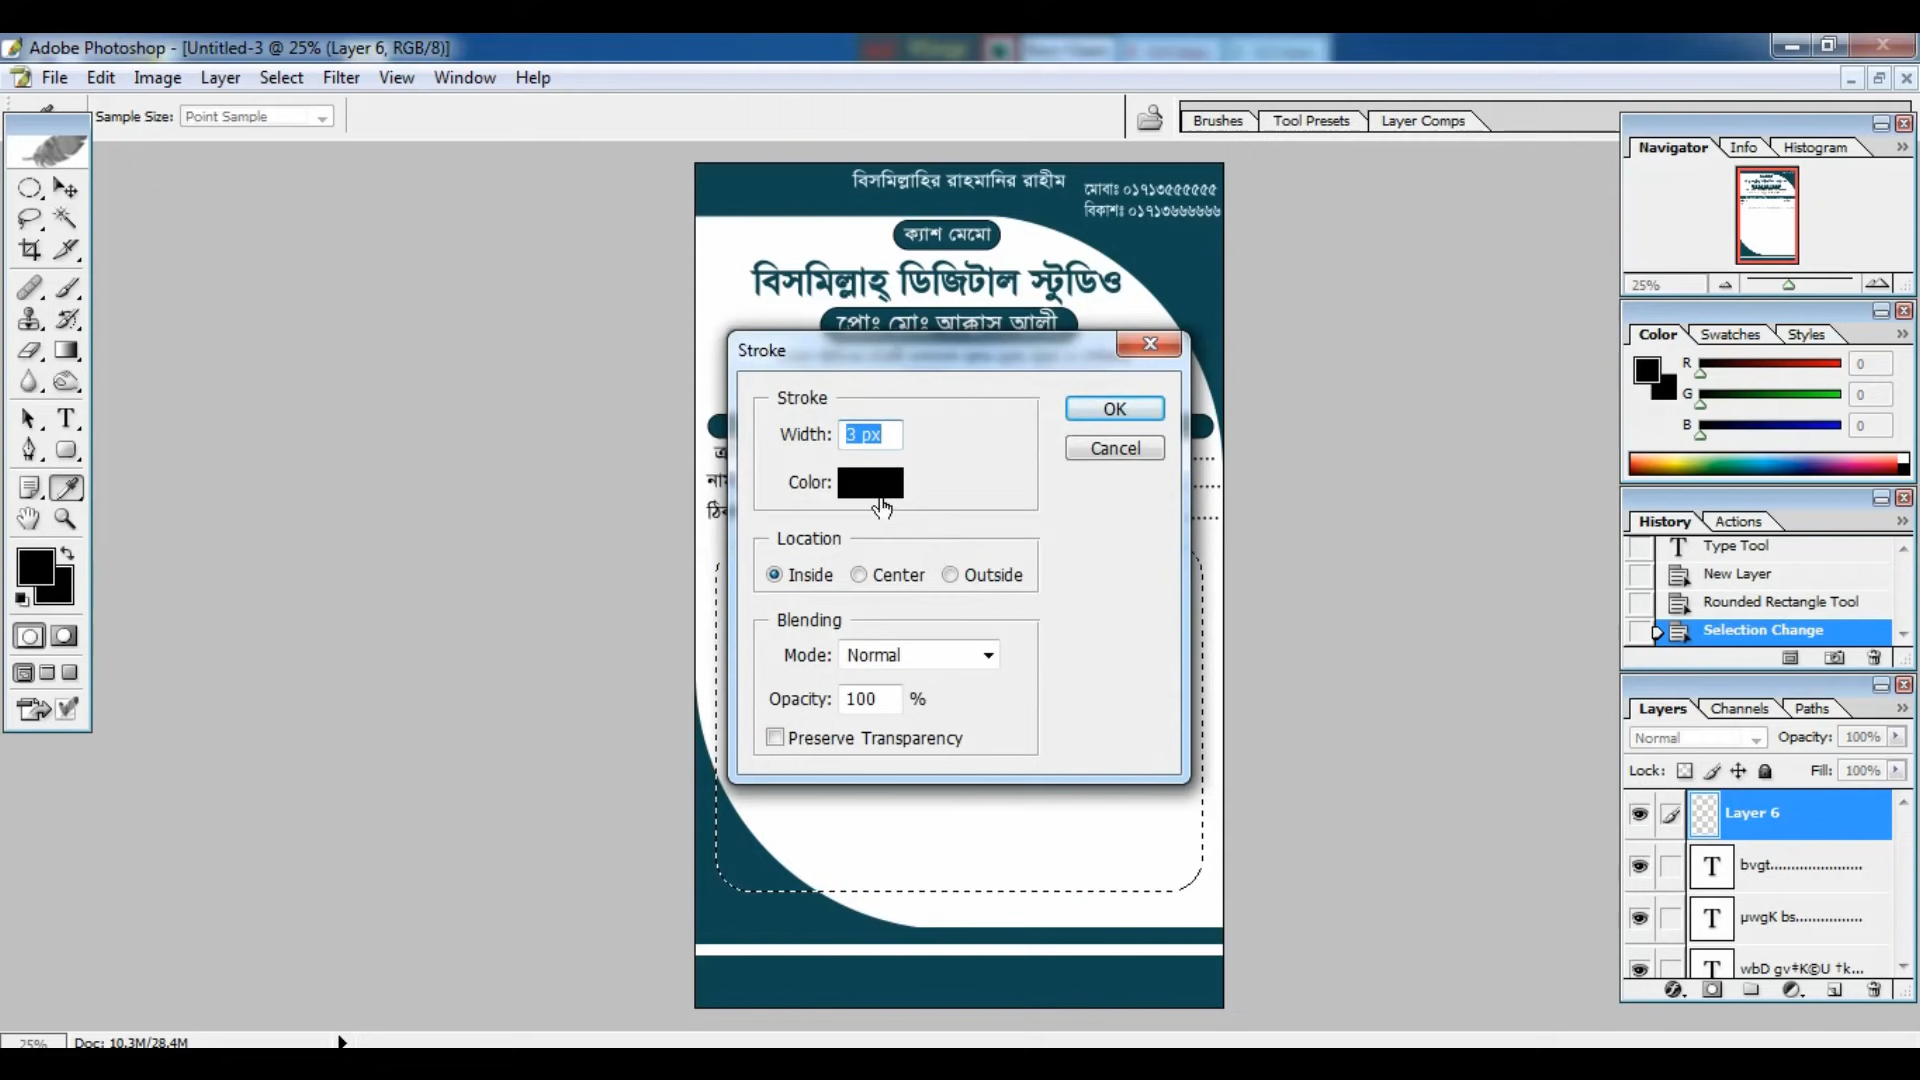 Adobe Photoshop - [Untitled-3 @ 25% (Layer 6, RGB/8)]
File Edit Image Layer Select Filter View Window Help
Sample Size: Point Sample
Brushes Tool Presets Layer Comps
Navigator Info Histogram
25%
Color Swatches Styles
R 0
G 0
B 0
History Actions
Type Tool
New Layer
Rounded Rectangle Tool
Selection Change
Layers Channels Paths
Normal Opacity: 100%
Lock: Fill: 100%
Layer 6
T bvgt.......................
T µwgK bs................
T wbD gv‡K©U †k...
বিসমিল্লাহির রাহমানির রাহীম
মোবাঃ ০১৭১৩৫৫৫৫৫৫
বিকাশঃ ০১৭১৩৬৬৬৬৬৬
ক্যাশ মেমো
বিসমিল্লাহ্ ডিজিটাল স্টুডিও
প্রোঃ মোঃ আক্কাস আলী
Stroke
Stroke
Width: 3 px
Color:
OK
Cancel
Location
Inside Center Outside
Blending
Mode: Normal
Opacity: 100 %
Preserve Transparency
25% Doc: 10.3M/28.4M